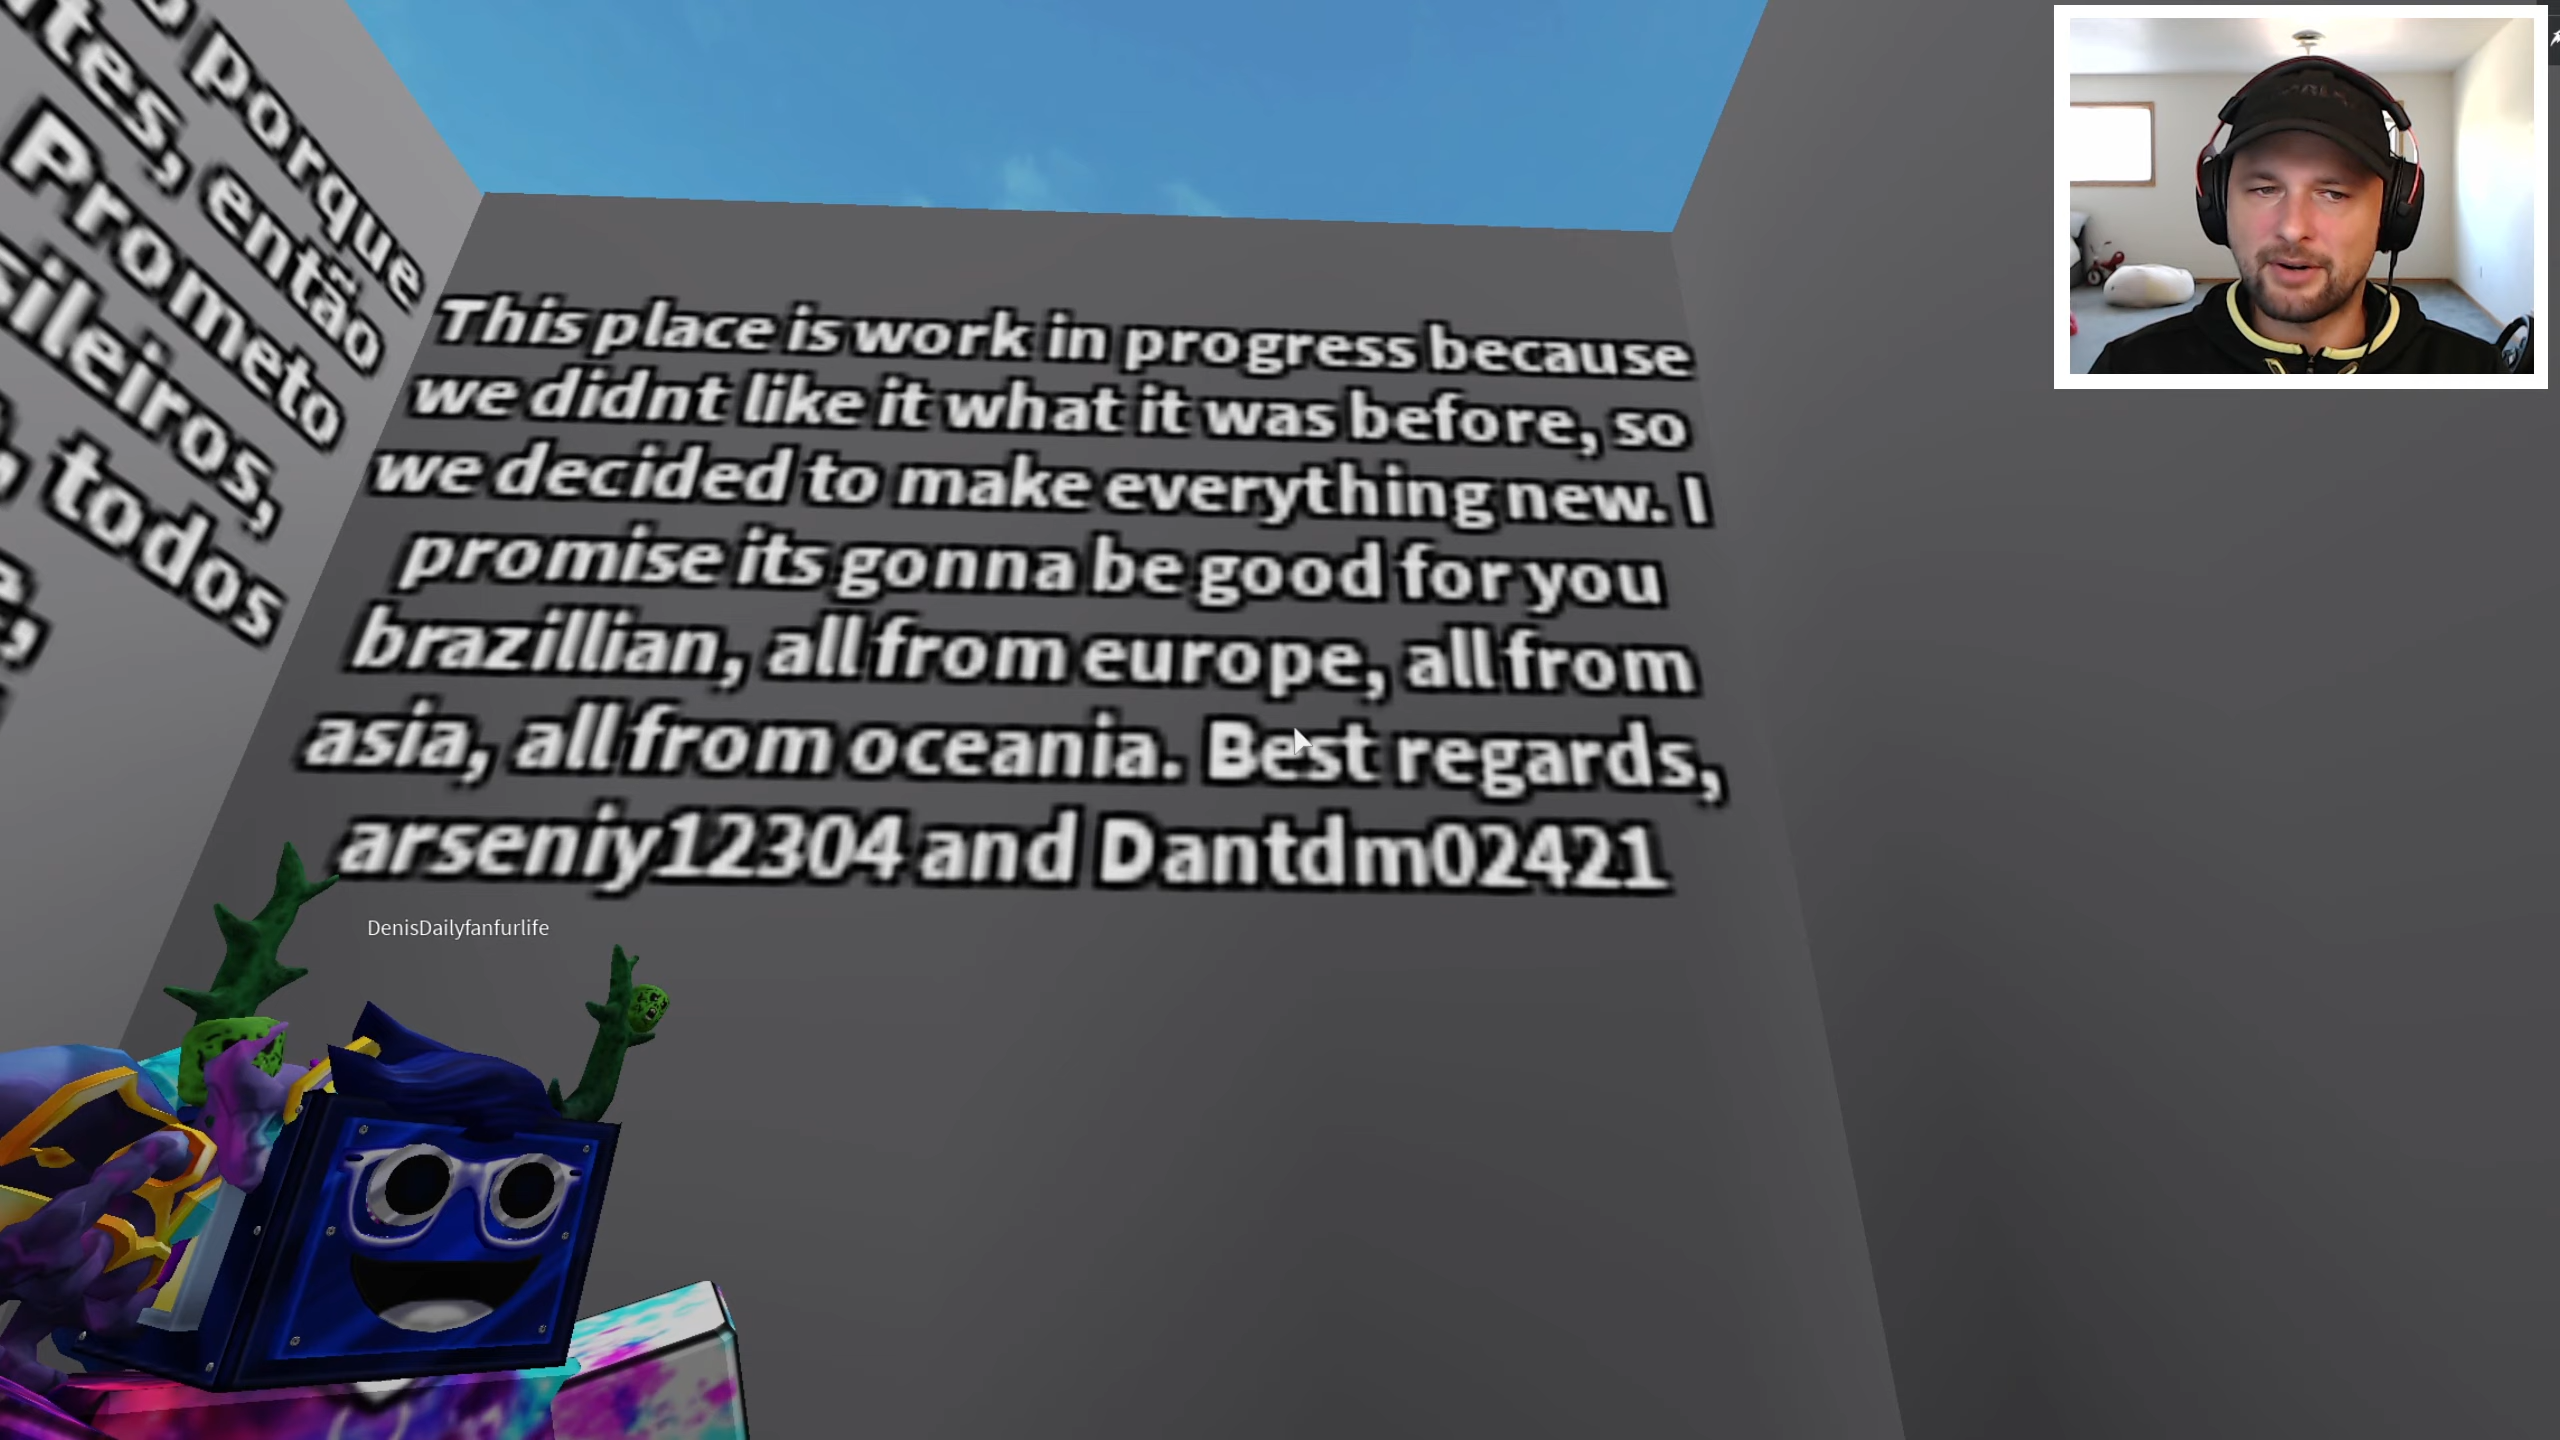 porque
ntes, então
Prometo
sileiros,
todos
This place is work in progress because
we didnt like it what it was before, so
we decided to make everything new. I
promise its gonna be good for you
brazillian, all from europe, all from
asia, all from oceania. Best regards,
arseniy12304 and Dantdm02421
DenisDailyfanfurlife